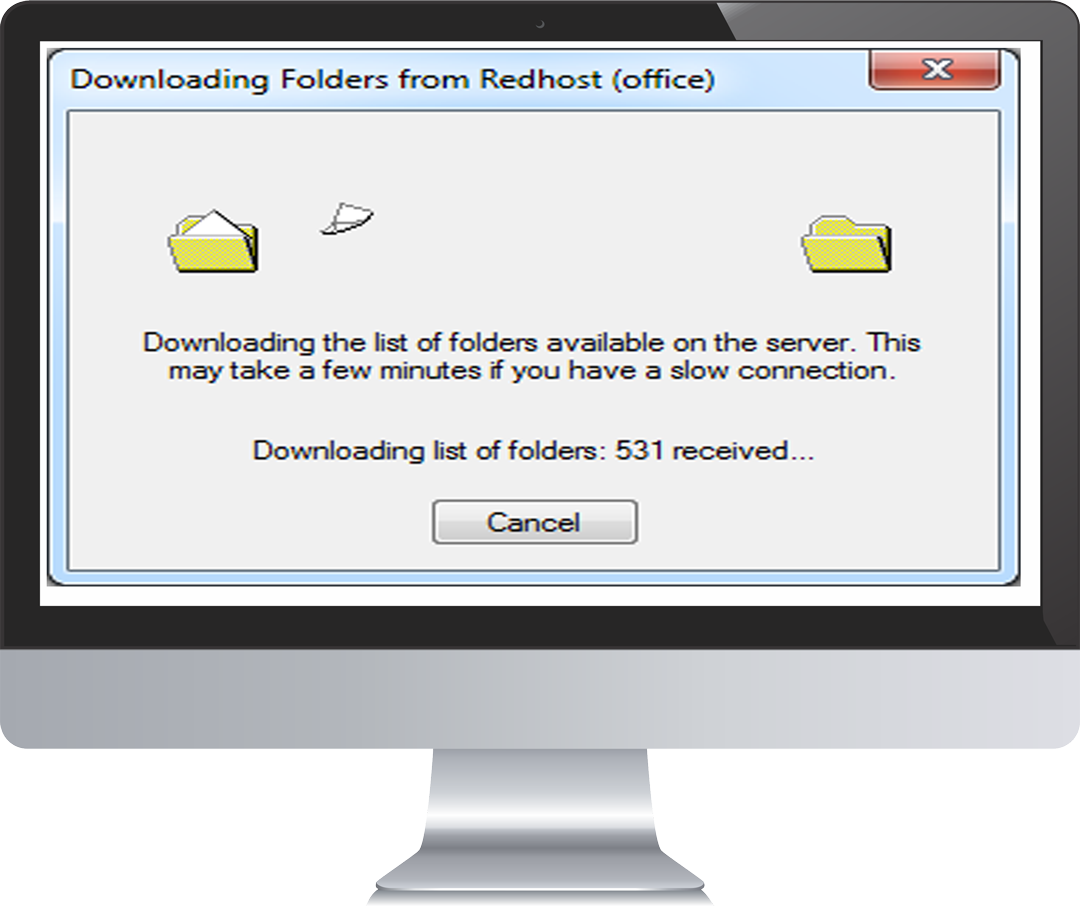 Downloading Folders from Redhost (office)
Downloading the list of folders available on the server. This
may take a few minutes if you have a slow connection.
Downloading list of folders: 531 received...
Cancel